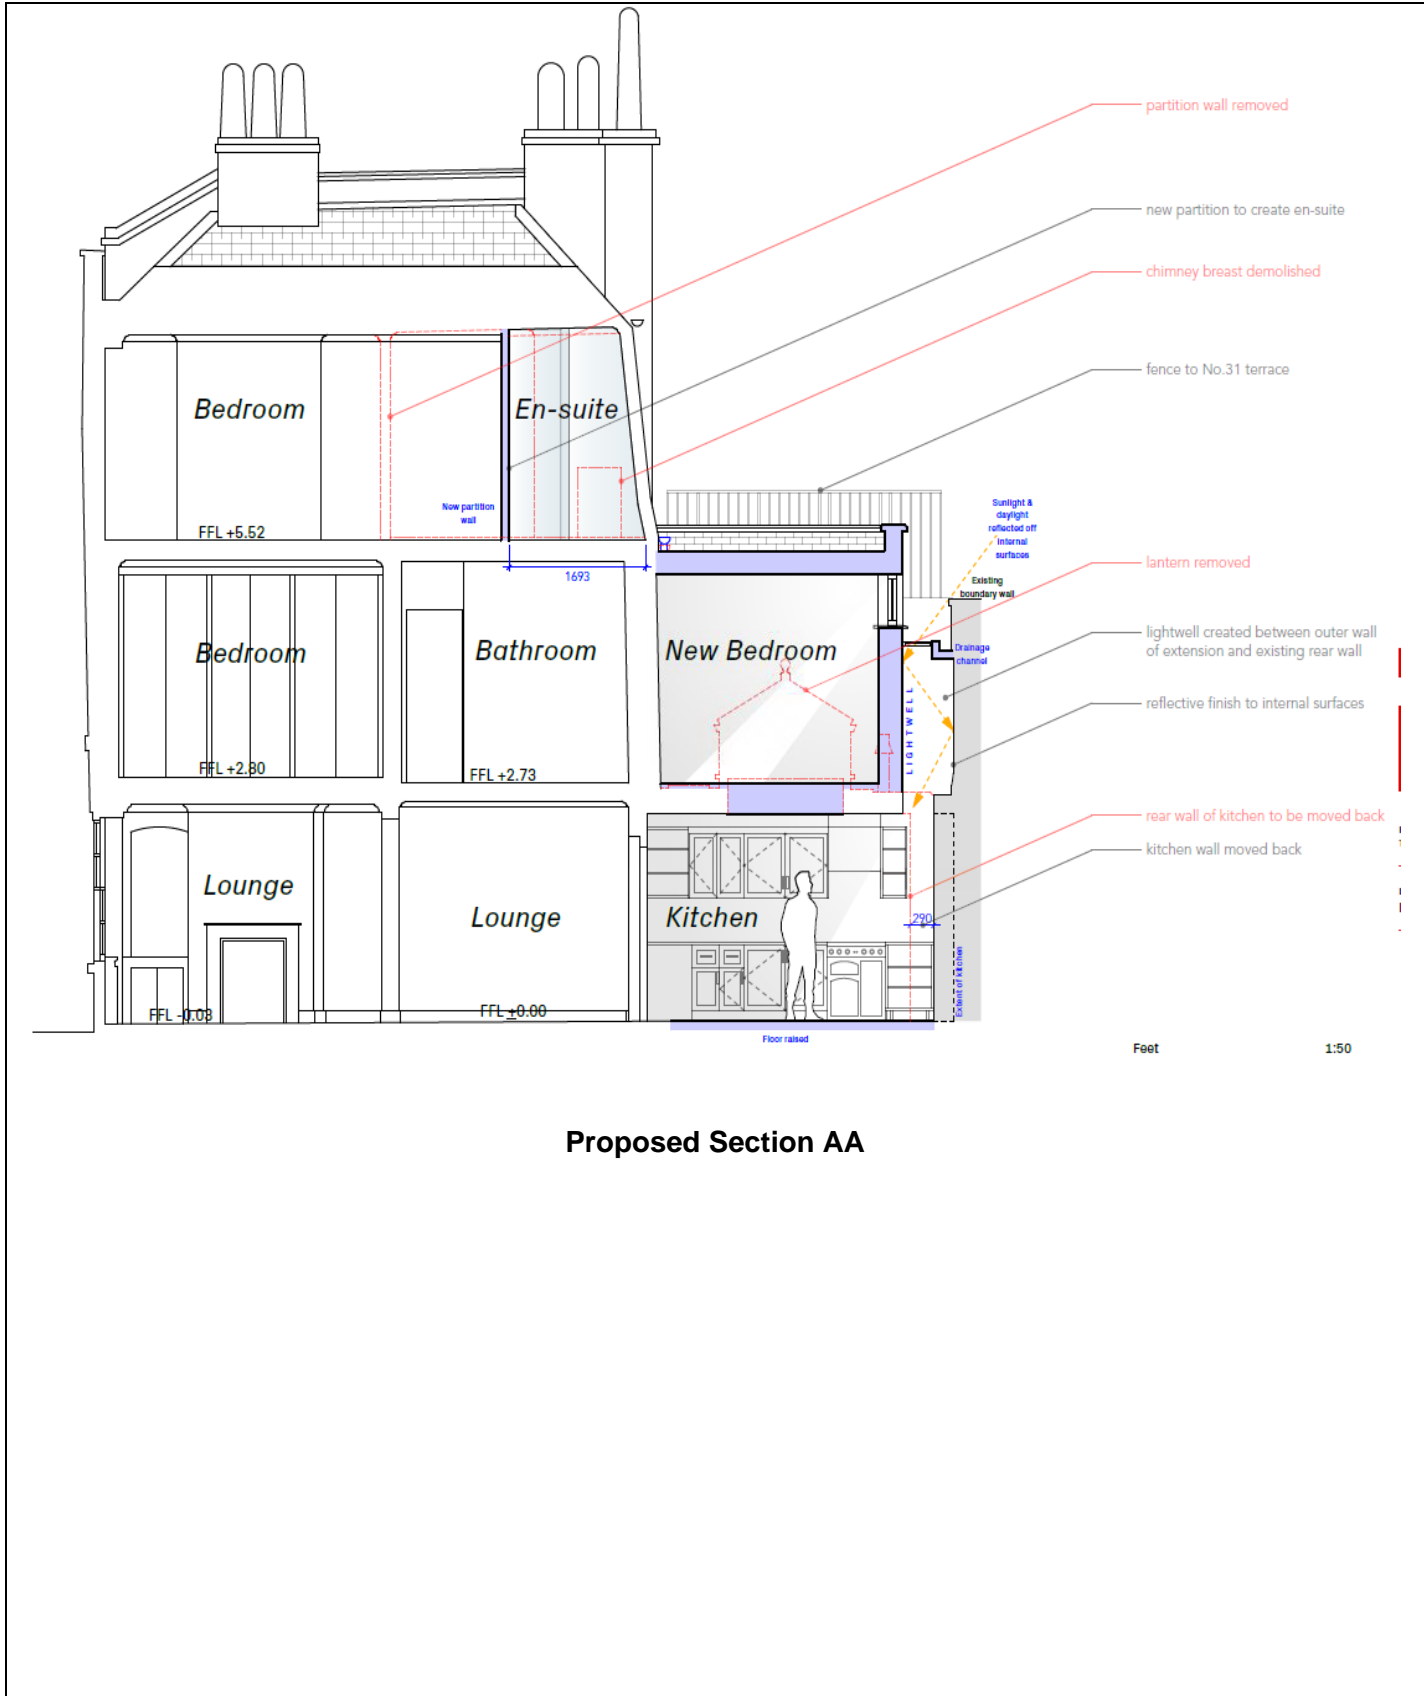 partition wall removed
new partition to create en-suite
chimney breast demolished
fence to No.31 terrace
Bedroom
En-suite
New partition
wall
FFL +5.52
1693
Sunlight &
daylight
reflected off
internal
surfaces
Existing
boundary wall
lantern removed
Bedroom
Bathroom
New Bedroom
Drainage
channel
lightwell created between outer wall
of extension and existing rear wall
LIGHTWELL
reflective finish to internal surfaces
FFL +2.80
FFL +2.73
rear wall of kitchen to be moved back
kitchen wall moved back
Lounge
Lounge
Kitchen
290
Extent of kitchen
FFL -0.03
FFL ±0.00
Floor raised
Feet
1:50
Proposed Section AA